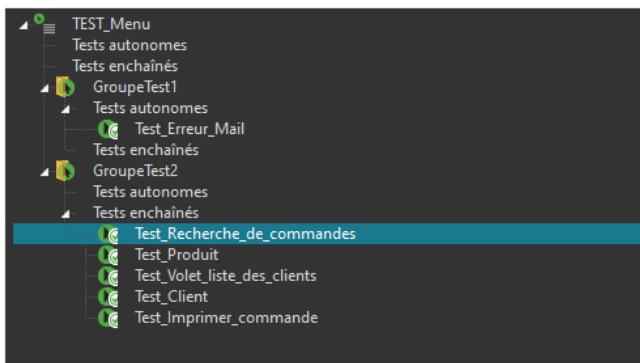 TEST_Menu
Tests autonomes
Tests enchaînés
GroupeTest1
Tests autonomes
Test_Erreur_Mail
Tests enchaînés
GroupeTest2
Tests autonomes
Tests enchaînés
Test_Recherche_de_commandes
Test_Produit
Test_Volet_liste_des_clients
Test_Client
Test_Imprimer_commande